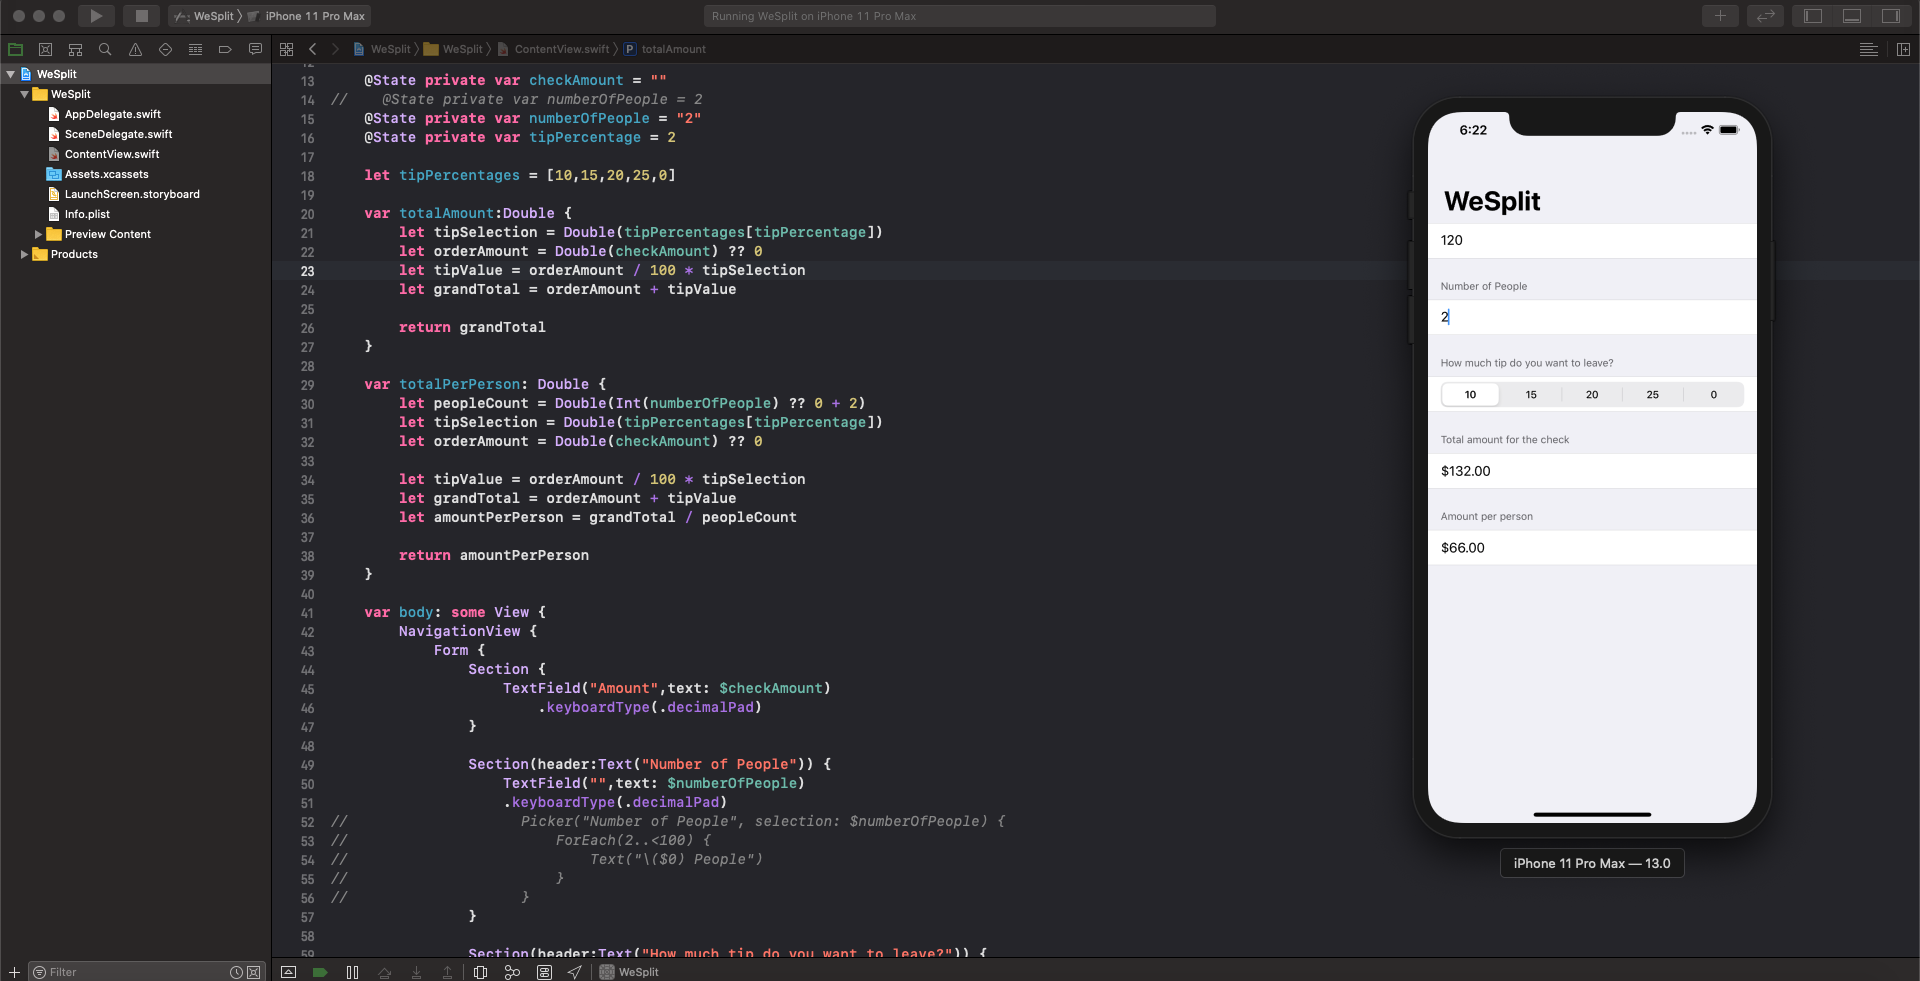 WeSplit 〉 iPhone 11 Pro Max
Running WeSplit on iPhone 11 Pro Max
WeSplit 〉 WeSplit 〉 ContentView.swift 〉 P totalAmount
WeSplit
WeSplit
AppDelegate.swift
SceneDelegate.swift
ContentView.swift
Assets.xcassets
LaunchScreen.storyboard
Info.plist
Preview Content
Products
12
13 @State private var checkAmount = ""
14 // @State private var numberOfPeople = 2
15 @State private var numberOfPeople = "2"
16 @State private var tipPercentage = 2
17
18 let tipPercentages = [10,15,20,25,0]
19
20 var totalAmount:Double {
21 let tipSelection = Double(tipPercentages[tipPercentage])
22 let orderAmount = Double(checkAmount) ?? 0
23 let tipValue = orderAmount / 100 * tipSelection
24 let grandTotal = orderAmount + tipValue
25
26 return grandTotal
27 }
28
29 var totalPerPerson: Double {
30 let peopleCount = Double(Int(numberOfPeople) ?? 0 + 2)
31 let tipSelection = Double(tipPercentages[tipPercentage])
32 let orderAmount = Double(checkAmount) ?? 0
33
34 let tipValue = orderAmount / 100 * tipSelection
35 let grandTotal = orderAmount + tipValue
36 let amountPerPerson = grandTotal / peopleCount
37
38 return amountPerPerson
39 }
40
41 var body: some View {
42 NavigationView {
43 Form {
44 Section {
45 TextField("Amount",text: $checkAmount)
46 .keyboardType(.decimalPad)
47 }
48
49 Section(header:Text("Number of People")) {
50 TextField("",text: $numberOfPeople)
51 .keyboardType(.decimalPad)
52 // Picker("Number of People", selection: $numberOfPeople) {
53 // ForEach(2..<100) {
54 // Text("\($0) People")
55 // }
56 // }
57 }
58
59 Section(header:Text("How much tip do you want to leave?")) {
6:22
WeSplit
120
Number of People
2
How much tip do you want to leave?
10 15 20 25 0
Total amount for the check
$132.00
Amount per person
$66.00
iPhone 11 Pro Max — 13.0
Filter
WeSplit